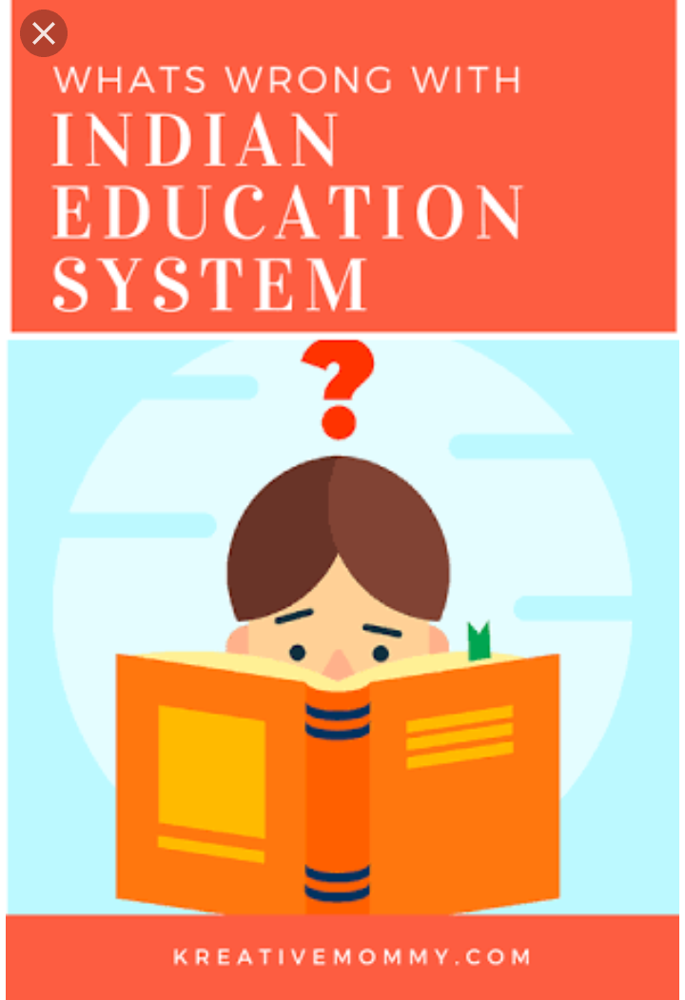 WHATS WRONG WITH
INDIAN
EDUCATION
SYSTEM
?
KREATIVEMOMMY.COM